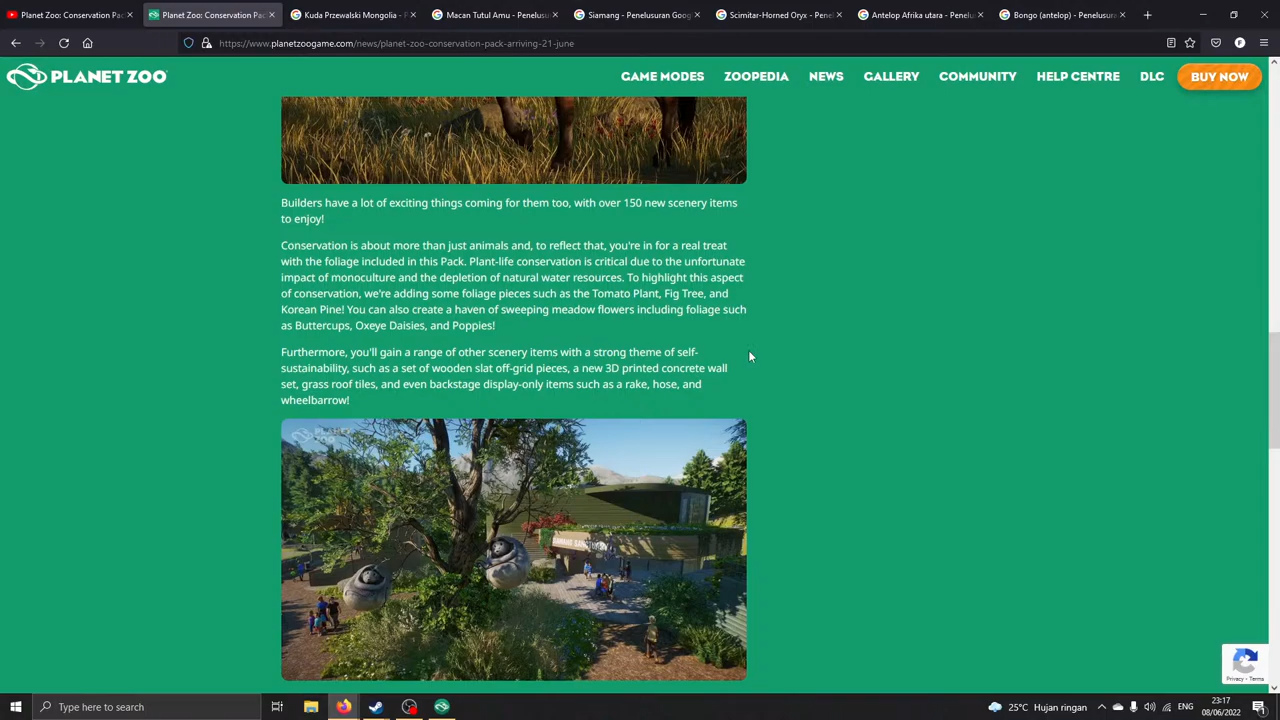 Planet Zoo: Conservation Pac
Planet Zoo: Conservation Pac
Kuda Przewalski Mongolia - P
Macan Tutul Amu - Penelusur
Siamang - Penelusuran Goog
Scimitar-Horned Oryx - Penel
Antelop Afrika utara - Penelus
Bongo (antelop) - Penelusura
https://www.planetzoogame.com/news/planet-zoo-conservation-pack-arriving-21-june
PLANET ZOO
GAME MODES
ZOOPEDIA
NEWS
GALLERY
COMMUNITY
HELP CENTRE
DLC
BUY NOW
Builders have a lot of exciting things coming for them too, with over 150 new scenery items
to enjoy!
Conservation is about more than just animals and, to reflect that, you're in for a real treat
with the foliage included in this Pack. Plant-life conservation is critical due to the unfortunate
impact of monoculture and the depletion of natural water resources. To highlight this aspect
of conservation, we're adding some foliage pieces such as the Tomato Plant, Fig Tree, and
Korean Pine! You can also create a haven of sweeping meadow flowers including foliage such
as Buttercups, Oxeye Daisies, and Poppies!
Furthermore, you'll gain a range of other scenery items with a strong theme of self-
sustainability, such as a set of wooden slat off-grid pieces, a new 3D printed concrete wall
set, grass roof tiles, and even backstage display-only items such as a rake, hose, and
wheelbarrow!
PLANET
ZOO
SIAMANG SANCTUARY
Privacy - Terms
Type here to search
25°C Hujan ringan
ENG
23:17
08/06/2022